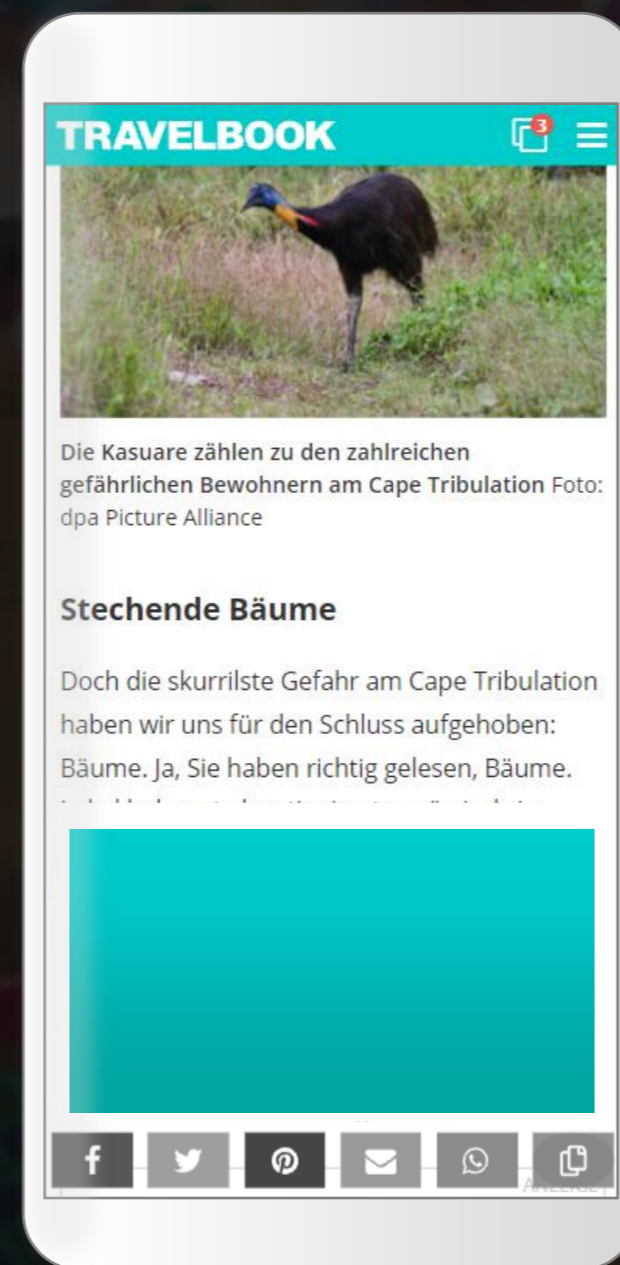 TRAVELBOOK
3
Die Kasuare zählen zu den zahlreichen
gefährlichen Bewohnern am Cape Tribulation Foto:
dpa Picture Alliance
Stechende Bäume
Doch die skurrilste Gefahr am Cape Tribulation
haben wir uns für den Schluss aufgehoben:
Bäume. Ja, Sie haben richtig gelesen, Bäume.
ANZEIGE